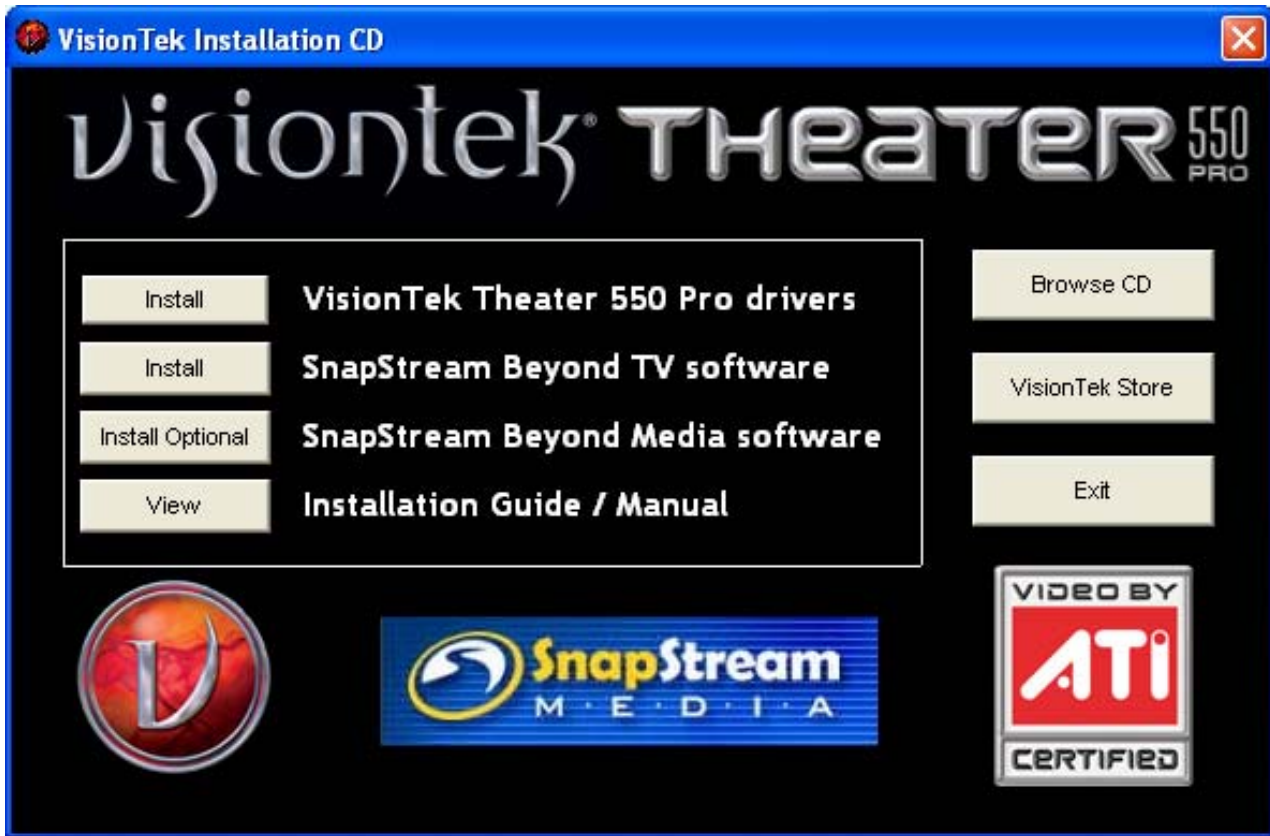 VisionTek Installation CD
visiontek® THEATER 550 PRO
Install VisionTek Theater 550 Pro drivers
Install SnapStream Beyond TV software
Install Optional SnapStream Beyond Media software
View Installation Guide / Manual
Browse CD
VisionTek Store
Exit
V
SnapStream
M·E·D·I·A
VIDEO BY
ATI
CERTIFIED